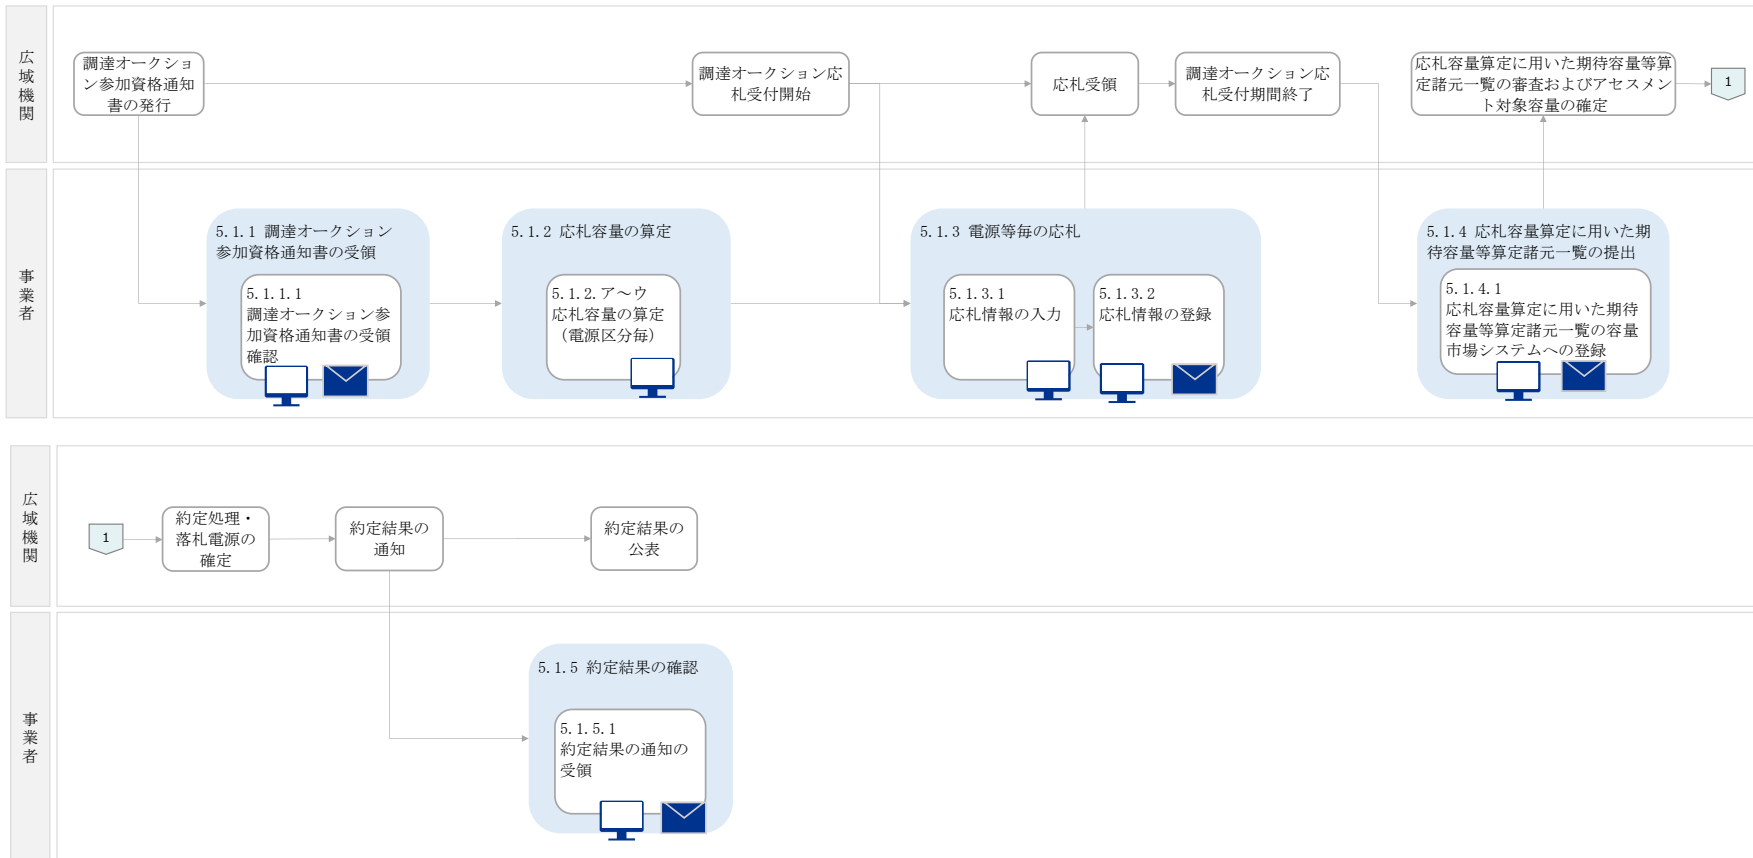 広域機関
調達オークショ
ン参加資格通知
書の発行
調達オークション応
札受付開始
応札受領
調達オークション応
札受付期間終了
応札容量算定に用いた期待容量等算
定諸元一覧の審査およびアセスメン
ト対象容量の確定
1
事業者
5.1.1 調達オークション
参加資格通知書の受領
5.1.1.1
調達オークション参
加資格通知書の受領
確認
5.1.2 応札容量の算定
5.1.2.ア～ウ
応札容量の算定
（電源区分毎）
5.1.3 電源等毎の応札
5.1.3.1
応札情報の入力
5.1.3.2
応札情報の登録
5.1.4 応札容量算定に用いた期
待容量等算定諸元一覧の提出
5.1.4.1
応札容量算定に用いた期待
容量等算定諸元一覧の容量
市場システムへの登録
広域機関
1
約定処理・
落札電源の
確定
約定結果の
通知
約定結果の
公表
事業者
5.1.5 約定結果の確認
5.1.5.1
約定結果の通知の
受領